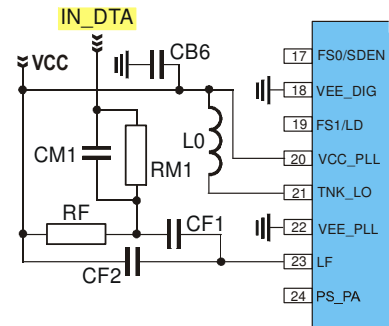 IN_DTA
VCC
CB6
17 FS0/SDEN
18 VEE_DIG
19 FS1/LD
L0
CM1
RM1
20 VCC_PLL
21 TNK_LO
RF
CF1
22 VEE_PLL
CF2
23 LF
24 PS_PA